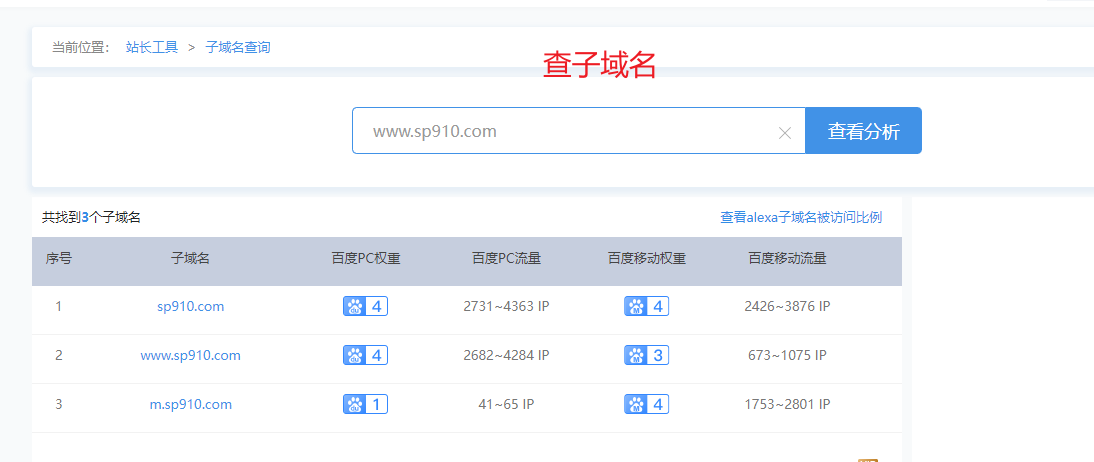 当前位置： 站长工具 > 子域名查询
查子域名
www.sp910.com × 查看分析
共找到3个子域名 查看alexa子域名被访问比例
序号 子域名 百度PC权重 百度PC流量 百度移动权重 百度移动流量
1 sp910.com du 4 2731~4363 IP M 4 2426~3876 IP
2 www.sp910.com du 4 2682~4284 IP M 3 673~1075 IP
3 m.sp910.com du 1 41~65 IP M 4 1753~2801 IP